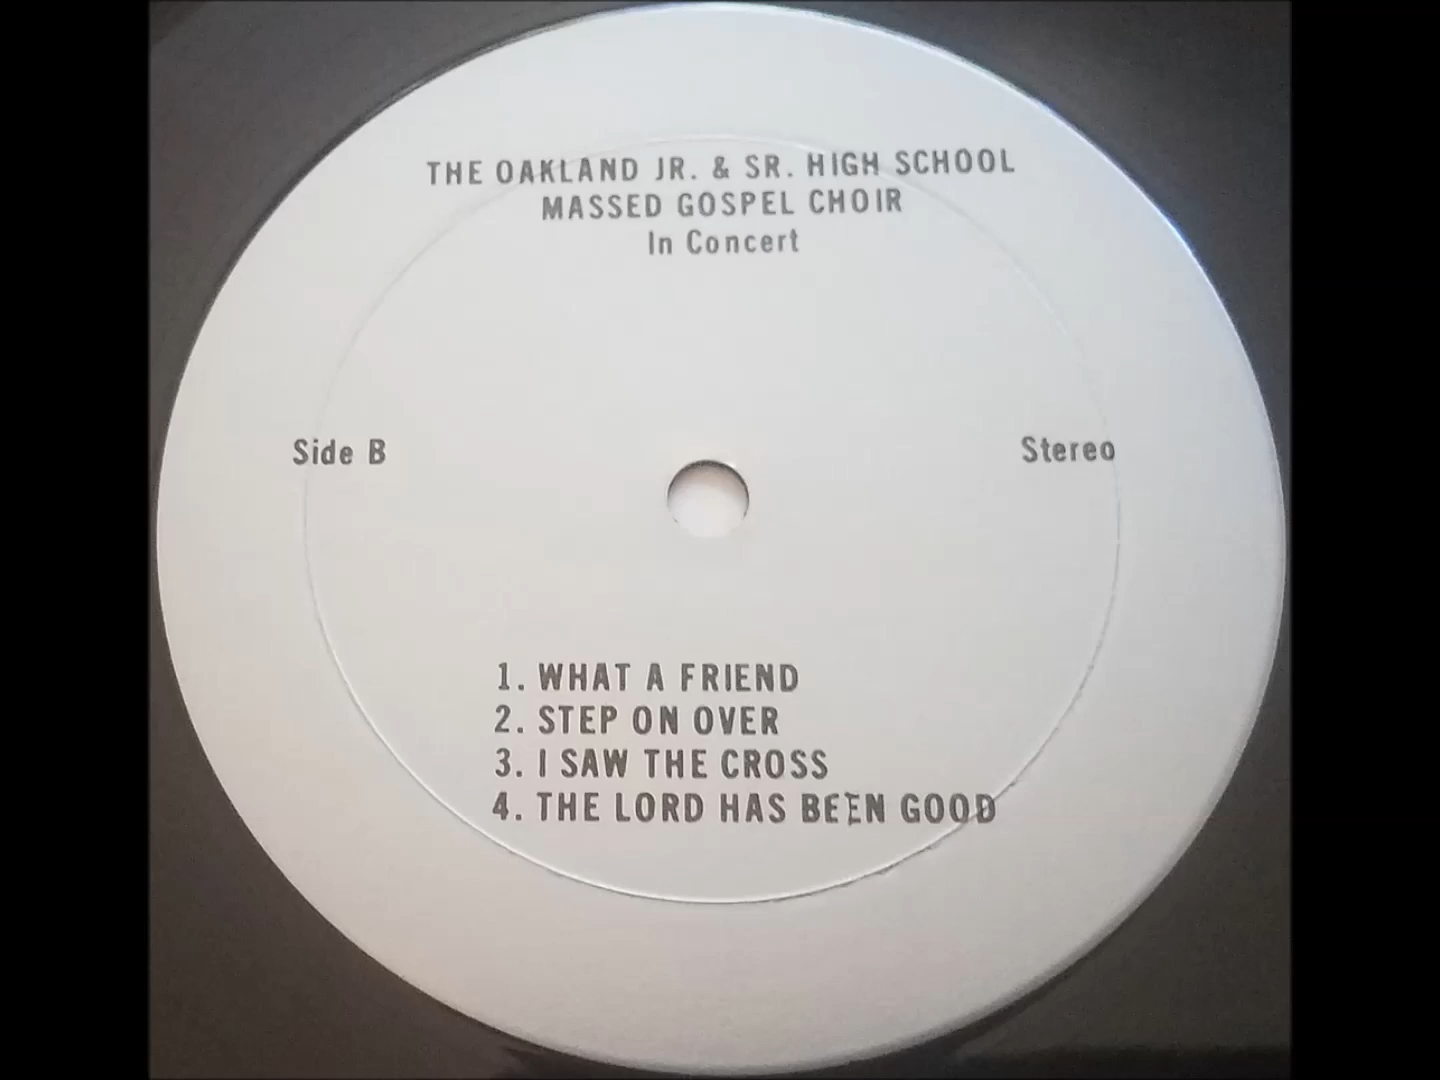 THE OAKLAND JR. & SR. HIGH SCHOOL
MASSED GOSPEL CHOIR
In Concert
Side B
Stereo
1. WHAT A FRIEND
2. STEP ON OVER
3. I SAW THE CROSS
4. THE LORD HAS BEEN GOOD